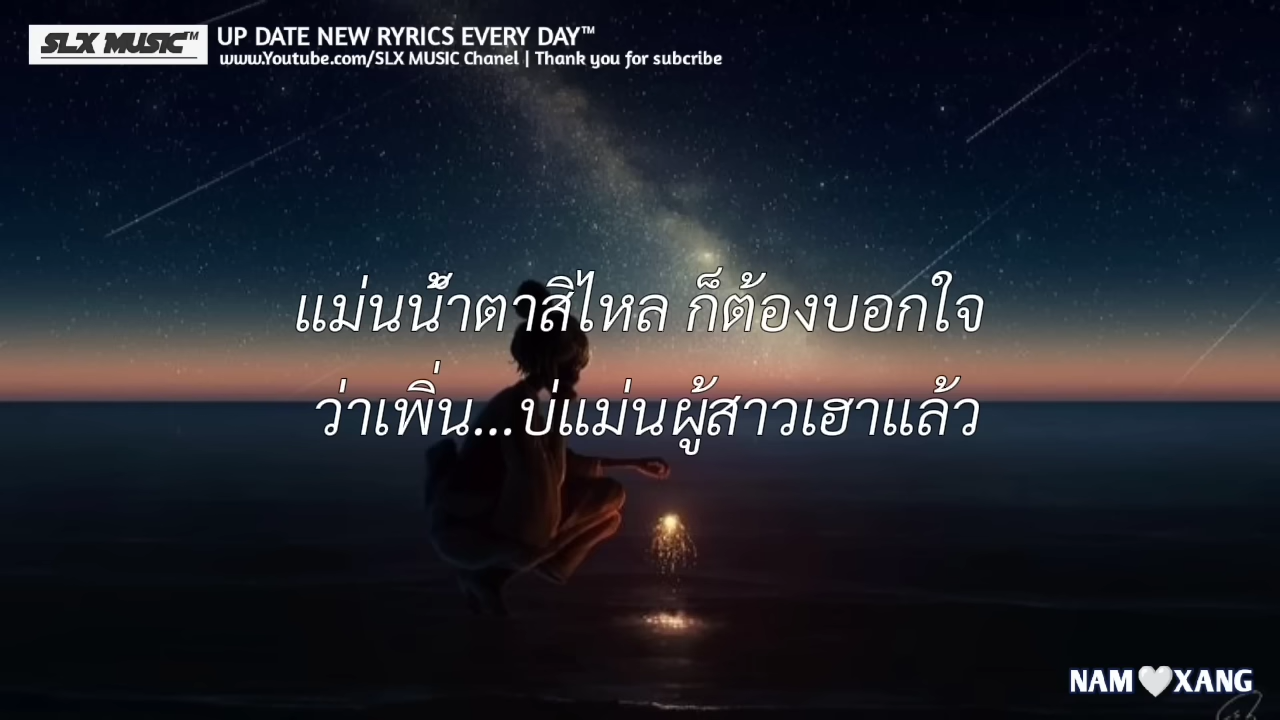 SLX MUSIC™
UP DATE NEW RYRICS EVERY DAY™
www.Youtube.com/SLX MUSIC Chanel | Thank you for subcribe
แม่นน้ำตาสิไหล ก็ต้องบอกใจ
ว่าเพิ่น...บ่แม่นผู้สาวเฮาแล้ว
NAM🤍XANG